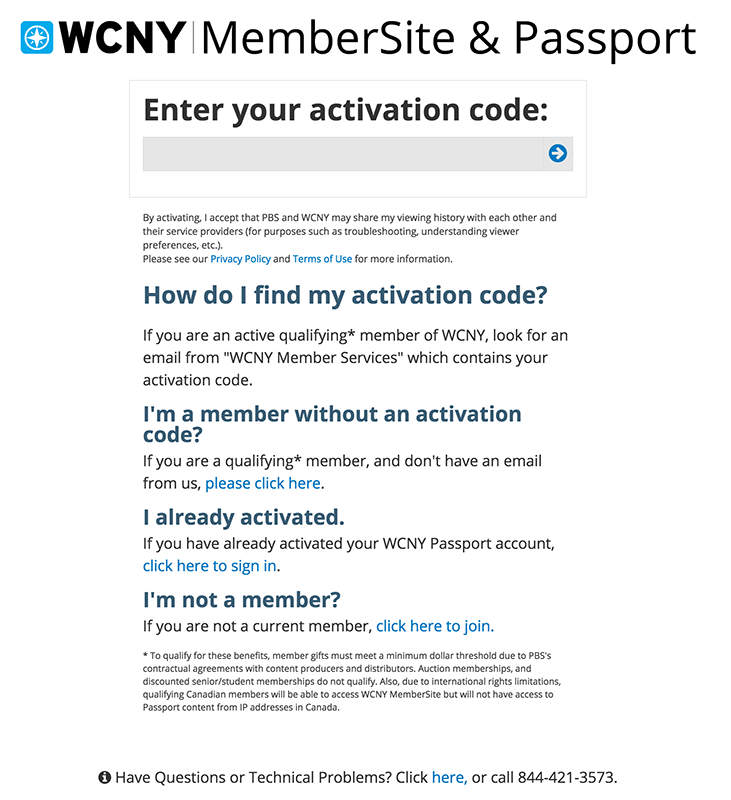 WCNY MemberSite & Passport
Enter your activation code:
By activating, I accept that PBS and WCNY may share my viewing history with each other and
their service providers (for purposes such as troubleshooting, understanding viewer
preferences, etc.).
Please see our Privacy Policy and Terms of Use for more information.
How do I find my activation code?
If you are an active qualifying* member of WCNY, look for an
email from "WCNY Member Services" which contains your
activation code.
I'm a member without an activation
code?
If you are a qualifying* member, and don't have an email
from us, please click here.
I already activated.
If you have already activated your WCNY Passport account,
click here to sign in.
I'm not a member?
If you are not a current member, click here to join.
* To qualify for these benefits, member gifts must meet a minimum dollar threshold due to PBS's
contractual agreements with content producers and distributors. Auction memberships, and
discounted senior/student memberships do not qualify. Also, due to international rights limitations,
qualifying Canadian members will be able to access WCNY MemberSite but will not have access to
Passport content from IP addresses in Canada.
Have Questions or Technical Problems? Click here, or call 844-421-3573.